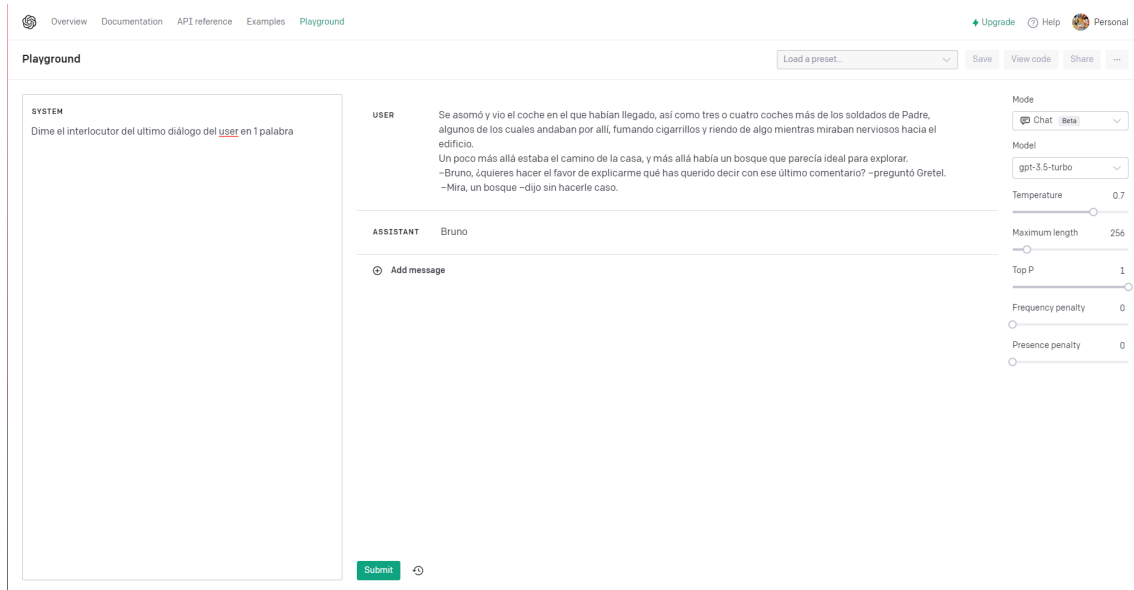 Overview Documentation API reference Examples Playground Upgrade Help Personal
Playground Load a preset... Save View code Share ...
SYSTEM
Dime el interlocutor del ultimo diálogo del user en 1 palabra
USER
Se asomó y vio el coche en el que habían llegado, así como tres o cuatro coches más de los soldados de Padre,
algunos de los cuales andaban por allí, fumando cigarrillos y riendo de algo mientras miraban nerviosos hacia el
edificio.
Un poco más allá estaba el camino de la casa, y más allá había un bosque que parecía ideal para explorar.
–Bruno, ¿quieres hacer el favor de explicarme qué has querido decir con ese último comentario? –preguntó Gretel.
–Mira, un bosque –dijo sin hacerle caso.
ASSISTANT Bruno
Add message
Submit
Mode
Chat Beta
Model
gpt-3.5-turbo
Temperature 0.7
Maximum length 256
Top P 1
Frequency penalty 0
Presence penalty 0